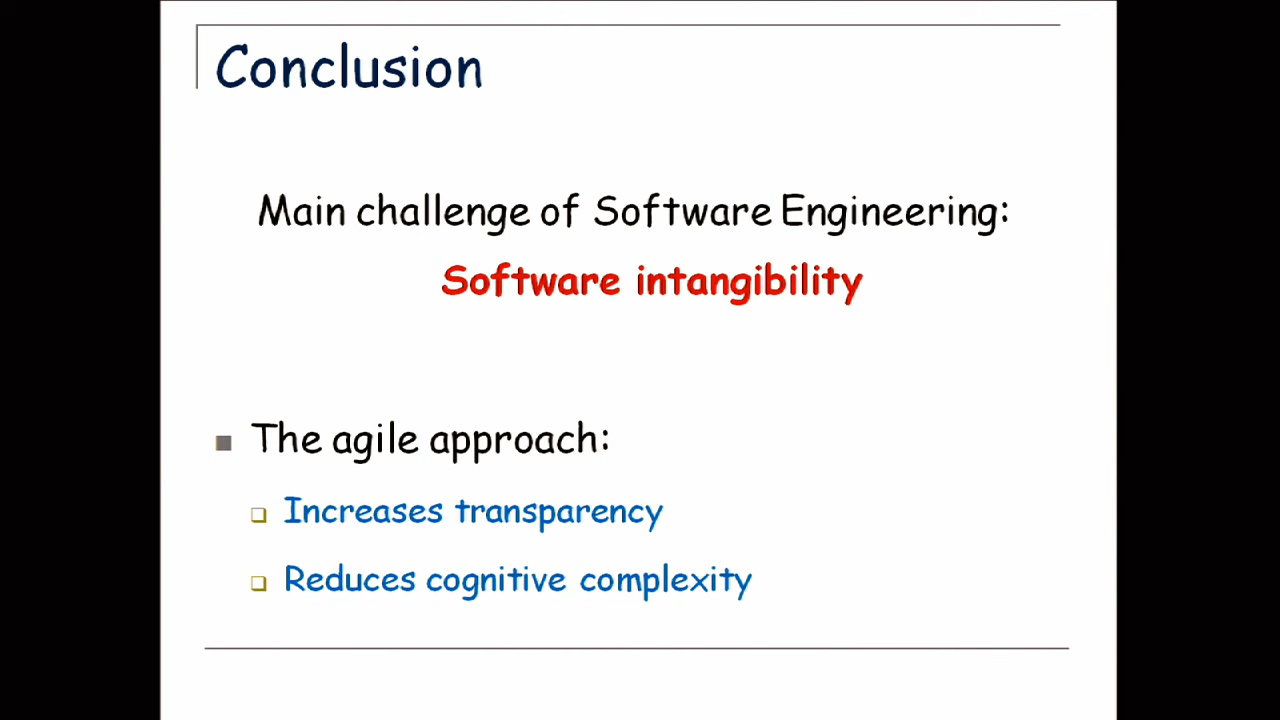 Conclusion
Main challenge of Software Engineering:
Software intangibility
The agile approach:
Increases transparency
Reduces cognitive complexity